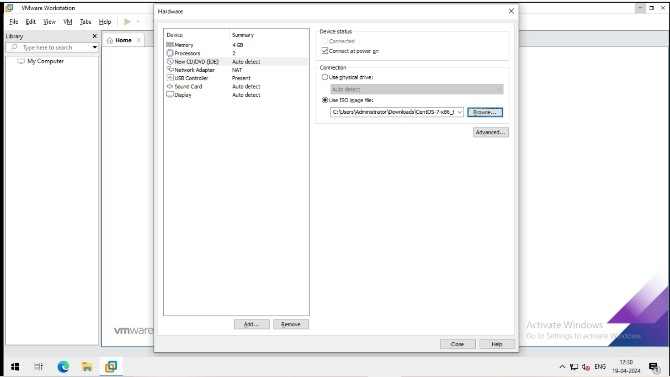 VMware Workstation
File Edit View VM Tabs Help
Library
Type here to search
My Computer
Home
Hardware
Device Summary
Memory 4 GB
Processors 2
New CD/DVD (IDE) Auto detect
Network Adapter NAT
USB Controller Present
Sound Card Auto detect
Display Auto detect
Add... Remove
Device status
Connected
Connect at power on
Connection
Use physical drive:
Auto detect
Use ISO image file:
C:\Users\Administrator\Downloads\CentOS-7-x86_
Browse...
Advanced...
Close Help
vmware
Activate Windows
Go to Settings to activate Windows.
ENG
12:30
19-04-2024